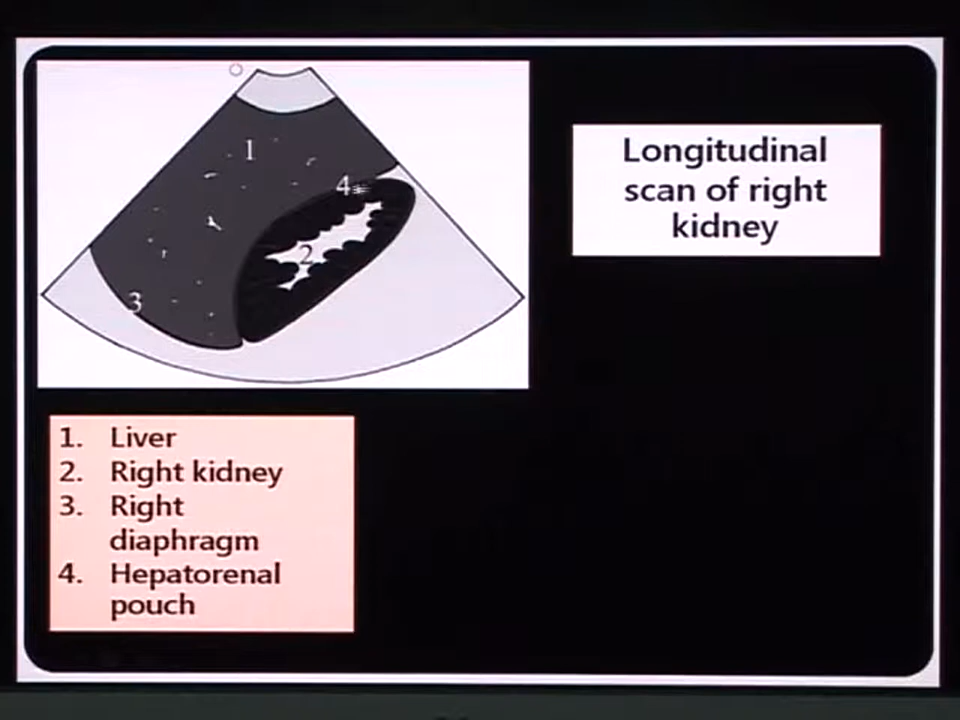 1
4
2
3
Longitudinal
scan of right
kidney
1. Liver
2. Right kidney
3. Right
diaphragm
4. Hepatorenal
pouch